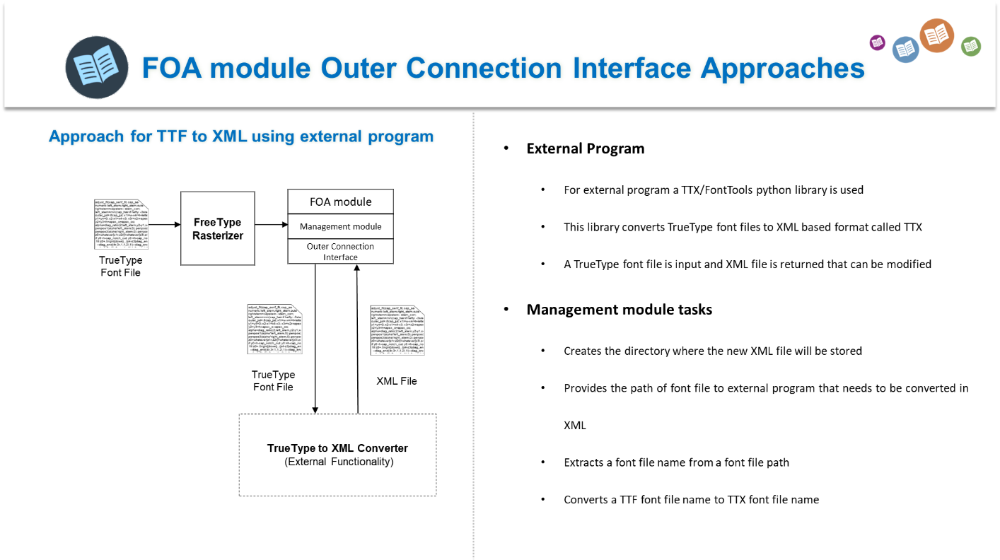 FOA module Outer Connection Interface Approaches
Approach for TTF to XML using external program
TrueType
Font File
FreeType
Rasterizer
FOA module
Management module
Outer Connection
Interface
TrueType
Font File
XML File
TrueType to XML Converter
(External Functionality)
• External Program
• For external program a TTX/FontTools python library is used
• This library converts TrueType font files to XML based format called TTX
• A TrueType font file is input and XML file is returned that can be modified
• Management module tasks
• Creates the directory where the new XML file will be stored
• Provides the path of font file to external program that needs to be converted in
XML
• Extracts a font file name from a font file path
• Converts a TTF font file name to TTX font file name